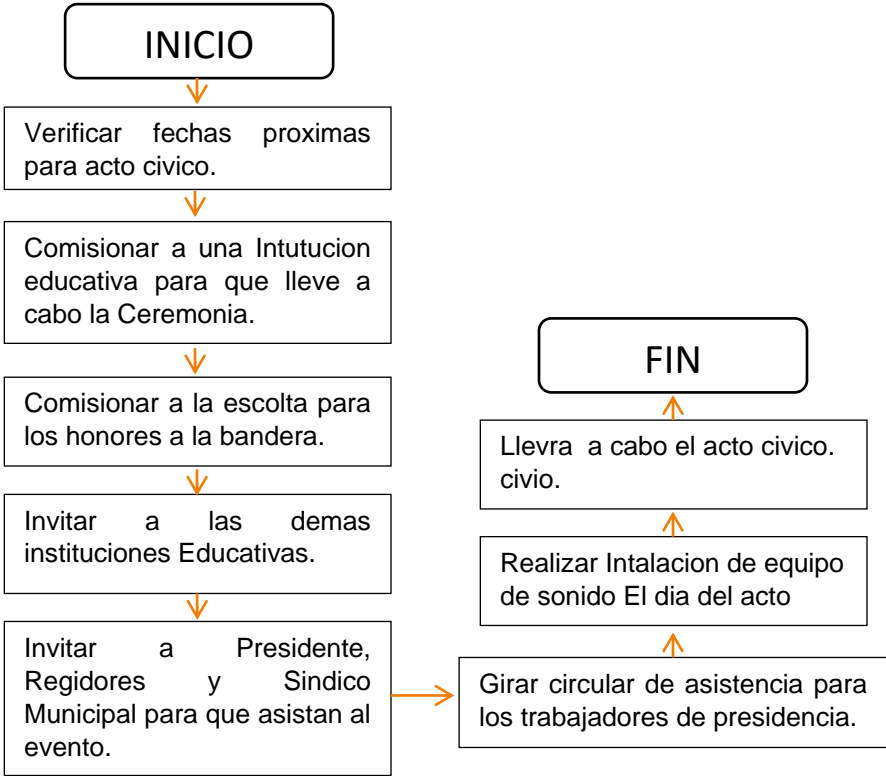 INICIO
Verificar fechas proximas
para acto civico.
Comisionar a una Intutucion
educativa para que lleve a
cabo la Ceremonia.
Comisionar a la escolta para
los honores a la bandera.
Invitar a las demas
instituciones Educativas.
Invitar a Presidente,
Regidores y Sindico
Municipal para que asistan al
evento.
Girar circular de asistencia para
los trabajadores de presidencia.
Realizar Intalacion de equipo
de sonido El dia del acto
Llevra a cabo el acto civico.
civio.
FIN